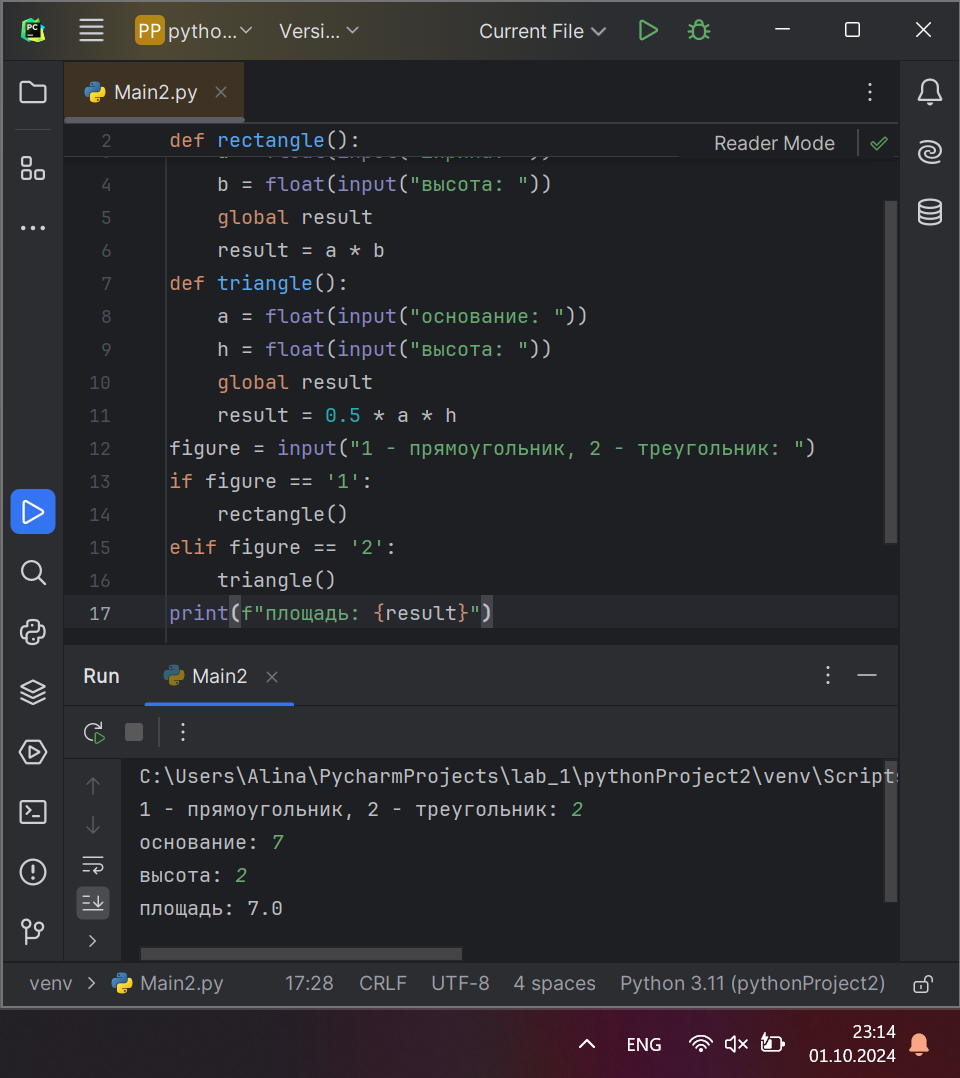 PC
PP pytho... Versi... Current File
Main2.py
2 def rectangle():
Reader Mode
4 b = float(input("высота: "))
5 global result
6 result = a * b
7 def triangle():
8 a = float(input("основание: "))
9 h = float(input("высота: "))
10 global result
11 result = 0.5 * a * h
12 figure = input("1 - прямоугольник, 2 - треугольник: ")
13 if figure == '1':
14 rectangle()
15 elif figure == '2':
16 triangle()
17 print(f"площадь: {result}")
Run Main2
C:\Users\Alina\PycharmProjects\lab_1\pythonProject2\venv\Scripts
1 - прямоугольник, 2 - треугольник: 2
основание: 7
высота: 2
площадь: 7.0
venv Main2.py 17:28 CRLF UTF-8 4 spaces Python 3.11 (pythonProject2)
ENG
23:14
01.10.2024